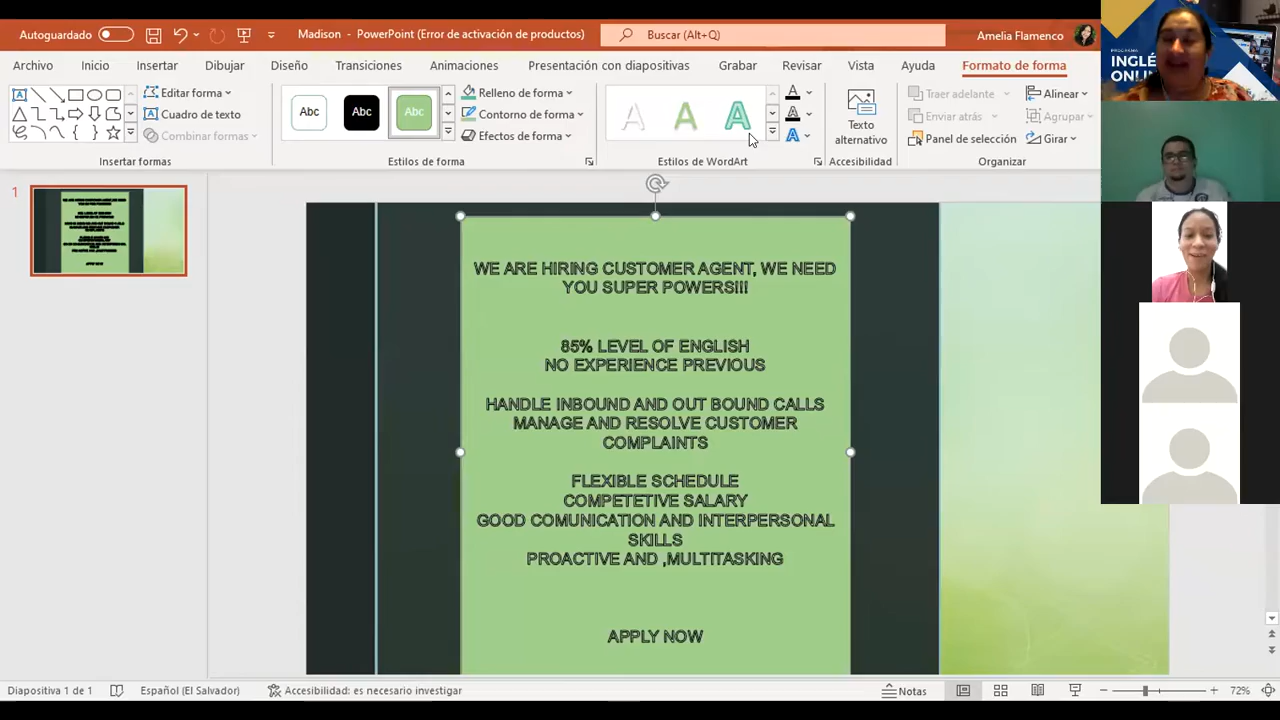 Autoguardado
Madison - PowerPoint (Error de activación de productos)
Buscar (Alt+Q)
Amelia Flamenco
Archivo
Inicio
Insertar
Dibujar
Diseño
Transiciones
Animaciones
Presentación con diapositivas
Grabar
Revisar
Vista
Ayuda
Formato de forma
Editar forma
Cuadro de texto
Combinar formas
Insertar formas
Abc
Abc
Abc
Relleno de forma
Contorno de forma
Efectos de forma
Estilos de forma
A
A
A
Estilos de WordArt
Texto
alternativo
Accesibilidad
Traer adelante
Enviar atrás
Panel de selección
Alinear
Agrupar
Girar
Organizar
PROGRAMA
INGLÉ
ONLIN
1
WE ARE HIRING CUSTOMER AGENT, WE NEED
YOU SUPER POWERS!!!
85% LEVEL OF ENGLISH
NO EXPERIENCE PREVIOUS
HANDLE INBOUND AND OUT BOUND CALLS
MANAGE AND RESOLVE CUSTOMER
COMPLAINTS
FLEXIBLE SCHEDULE
COMPETETIVE SALARY
GOOD COMUNICATION AND INTERPERSONAL
SKILLS
PROACTIVE AND ,MULTITASKING
APPLY NOW
Diapositiva 1 de 1
Español (El Salvador)
Accesibilidad: es necesario investigar
Notas
72%